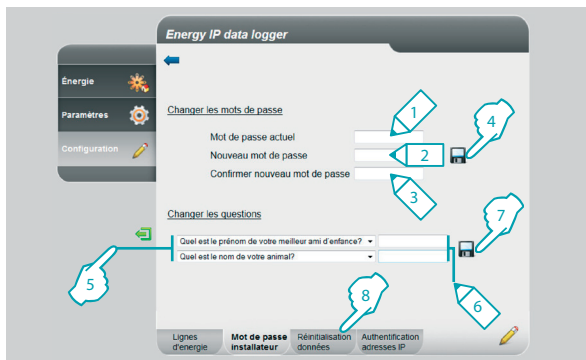 Energy IP data logger
Énergie
Paramètres
Configuration
Changer les mots de passe
Mot de passe actuel
Nouveau mot de passe
Confirmer nouveau mot de passe
1
2
3
4
Changer les questions
Quel est le prénom de votre meilleur ami d'enfance?
Quel est le nom de votre animal?
5
6
7
8
Lignes d'energie
Mot de passe installateur
Réinitialisation données
Authentification adresses IP